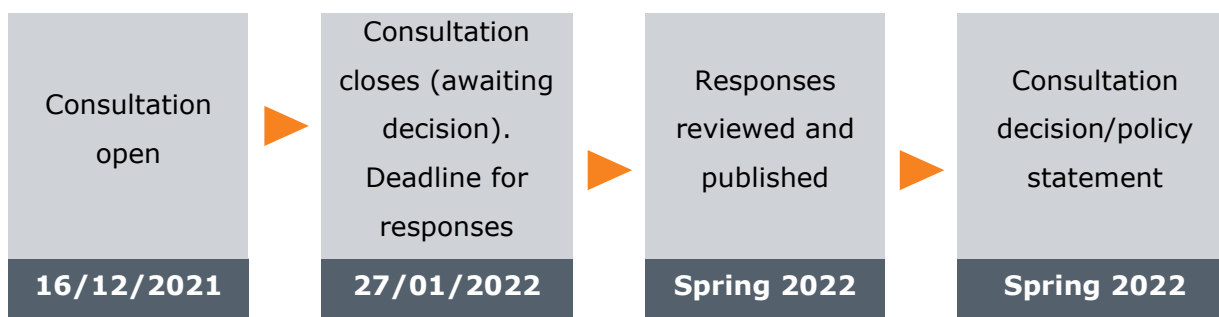 Consultation
open
16/12/2021
Consultation
closes (awaiting
decision).
Deadline for
responses
27/01/2022
Responses
reviewed and
published
Spring 2022
Consultation
decision/policy
statement
Spring 2022